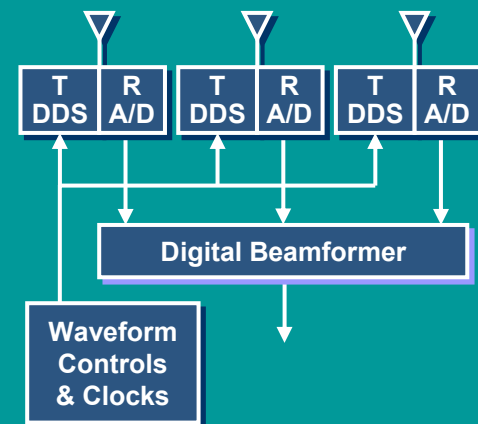 T
DDS
R
A/D
T
DDS
R
A/D
T
DDS
R
A/D
Digital Beamformer
Waveform
Controls
& Clocks